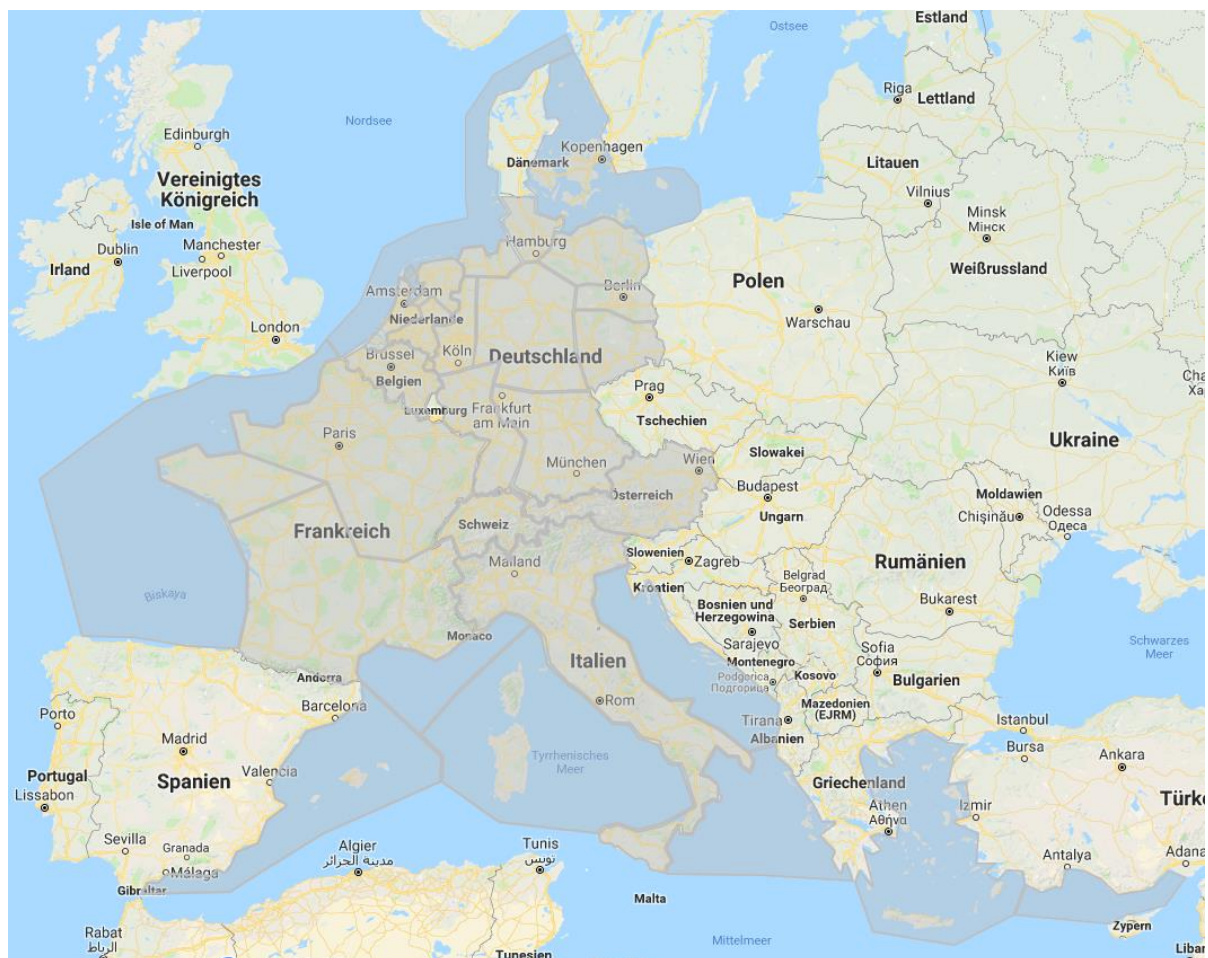 Estland
Ostsee
Riga
Lettland
Nordsee
Edinburgh
Kopenhagen
Dänemark
Litauen
Vereinigtes
Königreich
Vilnius
Minsk
Мінск
Isle of Man
Dublin
Manchester
Hamburg
Irland
Liverpool
Weißrussland
Polen
Amsterdam
Berlin
Niederlande
Warschau
London
Brüssel
Köln
Deutschland
Kiew
Київ
Belgien
Prag
Luxemburg
Frankfurt
am Main
Tschechien
Paris
Ukraine
Slowakei
Wien
München
Budapest
Österreich
Moldawien
Ungarn
Chișinău
Odessa
Одеса
Frankreich
Schweiz
Slowenien
Zagreb
Mailand
Rumänien
Kroatien
Belgrad
Београд
Biskaya
Bosnien und
Herzegowina
Bukarest
Serbien
Monaco
Sarajevo
Sofia
София
Schwarzes
Meer
Italien
Montenegro
Andorra
Podgorica
Подгорица
Kosovo
Bulgarien
Rom
Porto
Barcelona
Mazedonien
(EJRM)
Tirana
Istanbul
Albanien
Madrid
Bursa
Ankara
Tyrrhenisches
Meer
Portugal
Spanien
Valencia
Griechenland
Lissabon
Athen
Αθήνα
Izmir
Türke
Sevilla
Granada
Algier
مدينة الجزائر
Tunis
تونس
Antalya
Adana
Málaga
Gibraltar
Malta
Rabat
الرباط
Zypern
Mittelmeer
Tunesien
Liban